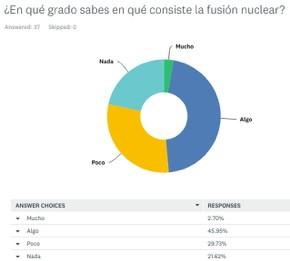 ¿En qué grado sabes en qué consiste la fusión nuclear?
Answered: 37 Skipped: 0
Mucho
Nada
Algo
Poco
ANSWER CHOICES RESPONSES
Mucho 2.70%
Algo 45.95%
Poco 29.73%
Nada 21.62%